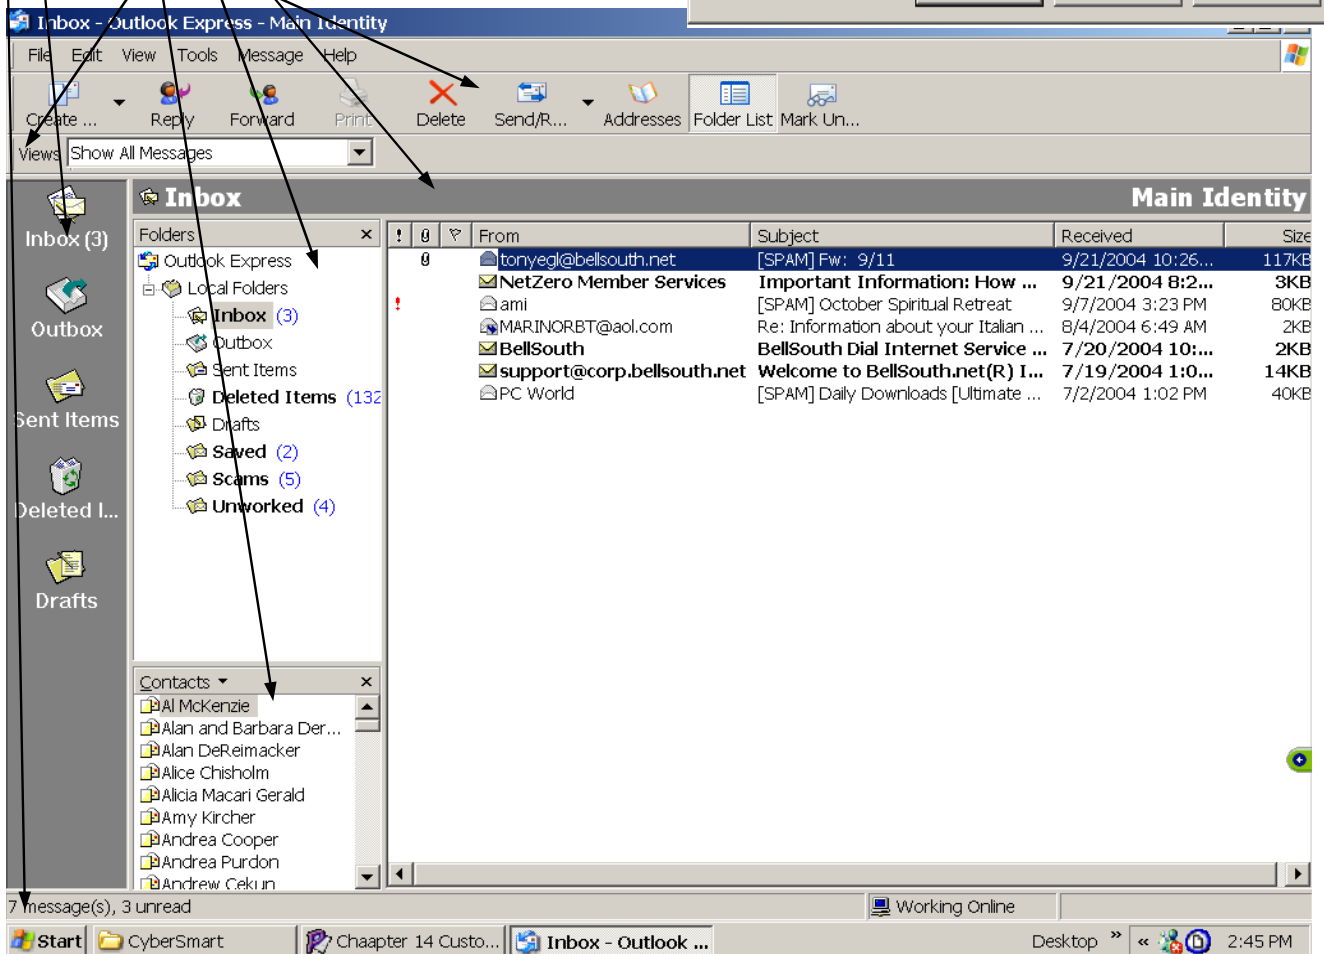 Inbox - Outlook Express - Main Identity
File Edit View Tools Message Help
Create ... Reply Forward Print Delete Send/R... Addresses Folder List Mark Un...
Views Show All Messages
Inbox Main Identity
Inbox (3)
Outbox
Sent Items
Deleted I...
Drafts
Folders
Outlook Express
Local Folders
Inbox (3)
Outbox
Sent Items
Deleted Items (132
Drafts
Saved (2)
Scams (5)
Unworked (4)
! From Subject Received Size
tonyegl@bellsouth.net [SPAM] Fw: 9/11 9/21/2004 10:26... 117KB
NetZero Member Services Important Information: How ... 9/21/2004 8:2... 3KB
! ami [SPAM] October Spiritual Retreat 9/7/2004 3:23 PM 80KB
MARINORBT@aol.com Re: Information about your Italian ... 8/4/2004 6:49 AM 2KB
BellSouth BellSouth Dial Internet Service ... 7/20/2004 10:... 2KB
support@corp.bellsouth.net Welcome to BellSouth.net(R) I... 7/19/2004 1:0... 14KB
PC World [SPAM] Daily Downloads [Ultimate ... 7/2/2004 1:02 PM 40KB
Contacts
Al McKenzie
Alan and Barbara Der...
Alan DeReimacker
Alice Chisholm
Alicia Macari Gerald
Amy Kircher
Andrea Cooper
Andrea Purdon
Andrew Cekun
7 message(s), 3 unread Working Online
Start CyberSmart Chaapter 14 Custo... Inbox - Outlook ... Desktop » « 2:45 PM